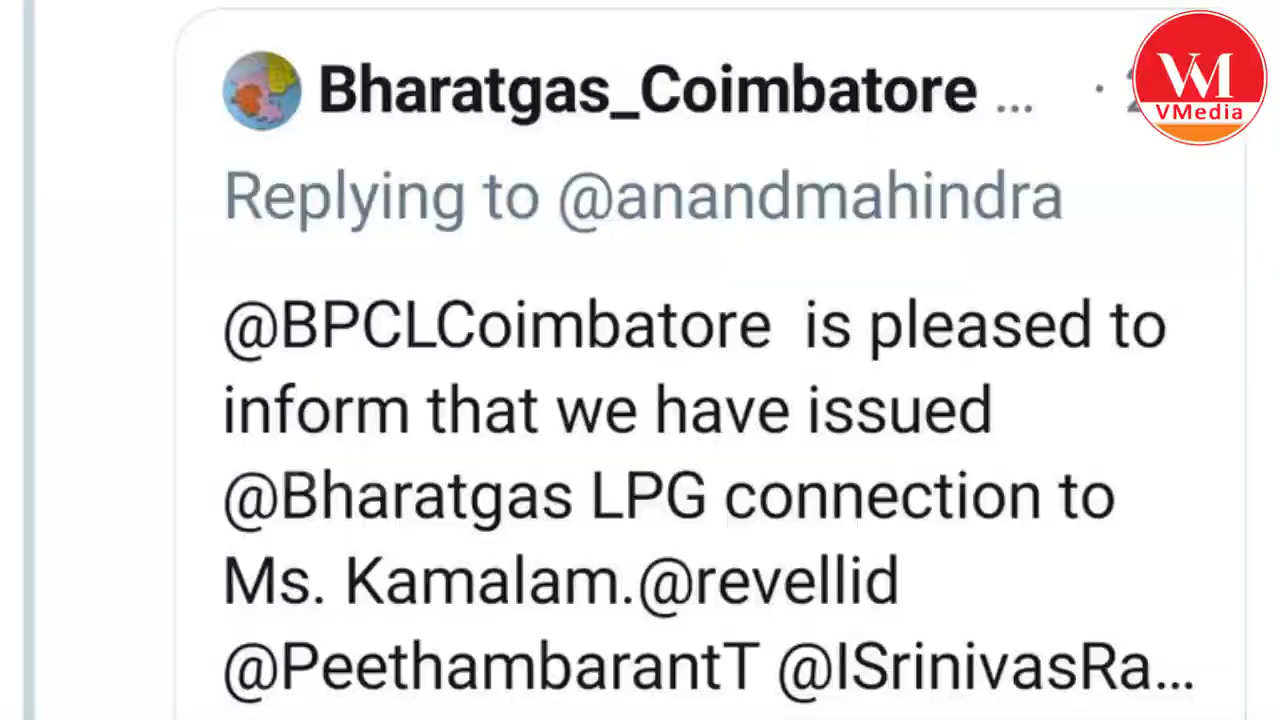 Bharatgas_Coimbatore ... ·
VM
VMedia
Replying to @anandmahindra
@BPCLCoimbatore is pleased to
inform that we have issued
@Bharatgas LPG connection to
Ms. Kamalam.@revellid
@PeethambarantT @ISrinivasRa...